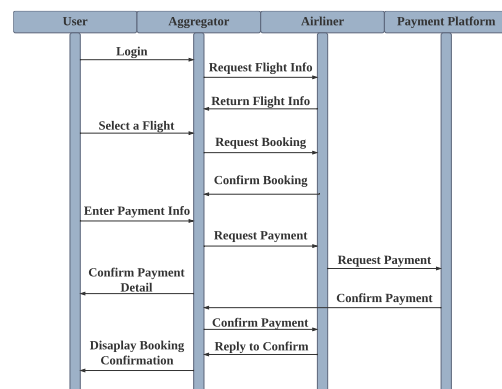 User
Aggregator
Airliner
Payment Platform
Login
Request Flight Info
Return Flight Info
Select a Flight
Request Booking
Confirm Booking
Enter Payment Info
Request Payment
Request Payment
Confirm Payment
Detail
Confirm Payment
Confirm Payment
Reply to Confirm
Disaplay Booking
Confirmation